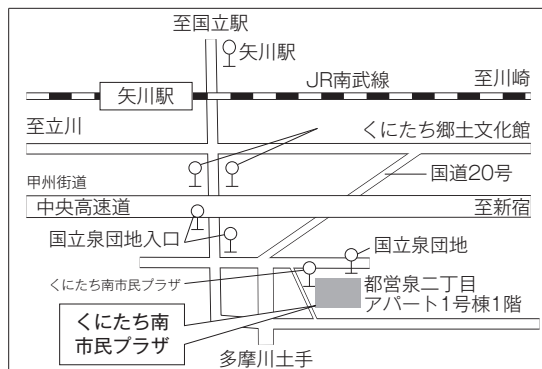 至国立駅
矢川駅
JR南武線
至川崎
矢川駅
至立川
くにたち郷土文化館
甲州街道
国道20号
中央高速道
至新宿
国立泉団地入口
国立泉団地
くにたち南市民プラザ
都営泉二丁目
アパート1号棟1階
くにたち南
市民プラザ
多摩川土手